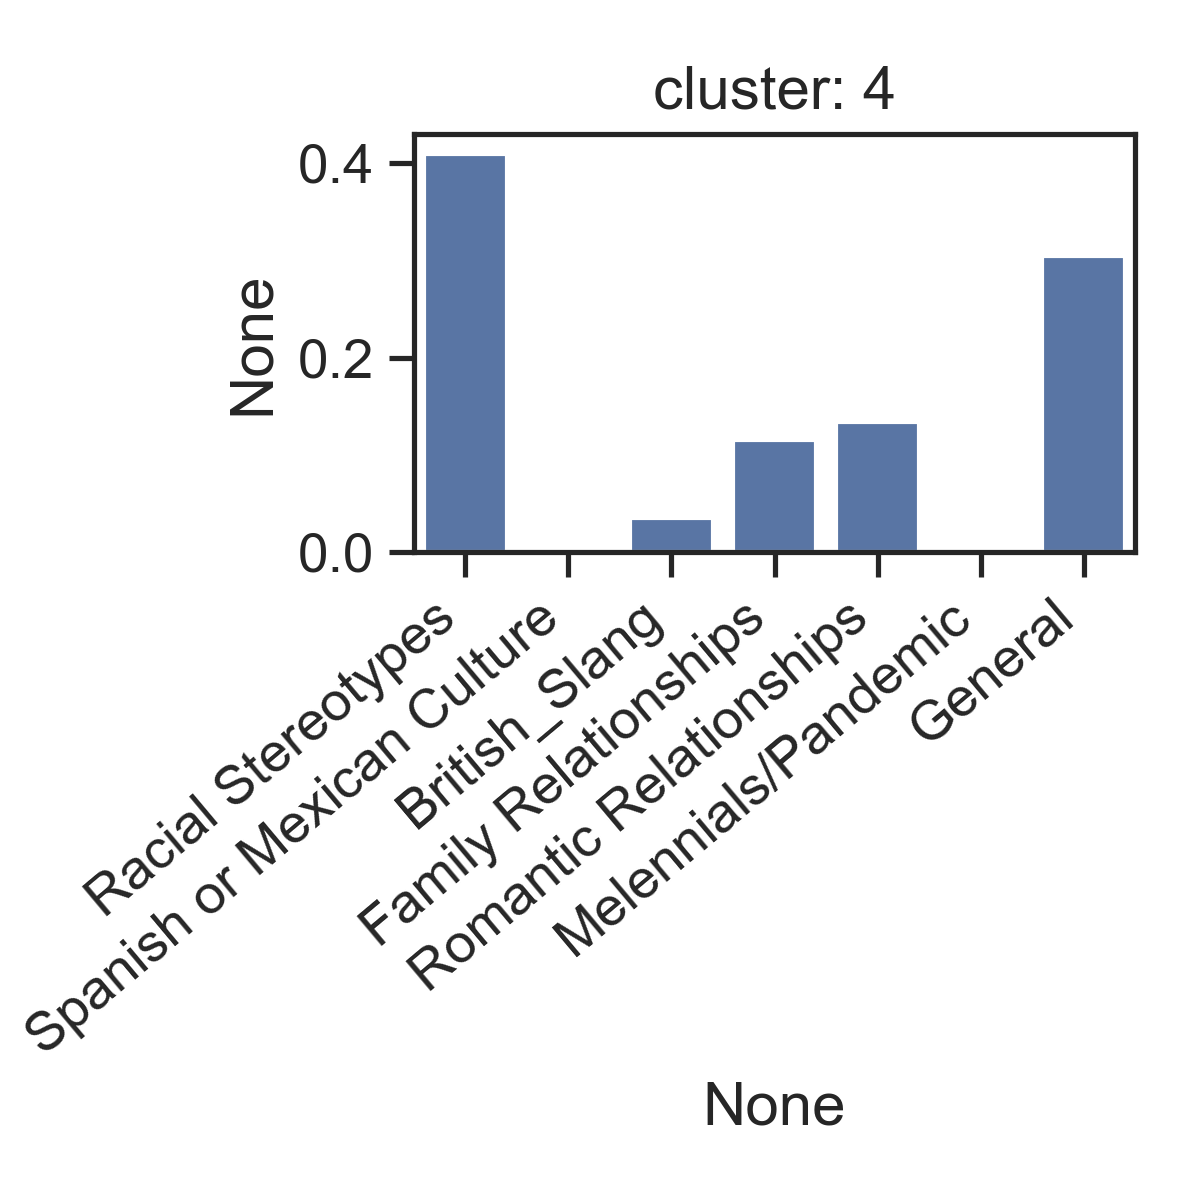 cluster: 4
None
0.4
0.2
0.0
Racial Stereotypes
Spanish or Mexican Culture
British_Slang
Family Relationships
Romantic Relationships
Melennials/Pandemic
General
None